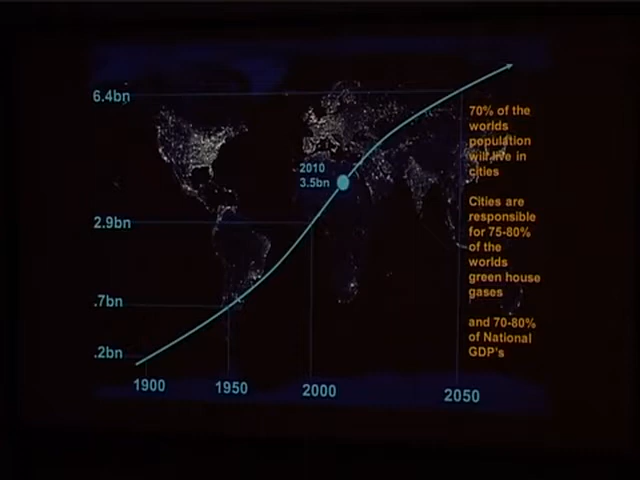 6.4bn
2.9bn
.7bn
.2bn
2010
3.5bn
1900
1950
2000
2050
70% of the
worlds
population
will live in
cities
Cities are
responsible
for 75-80%
of the
worlds
green house
gases
and 70-80%
of National
GDP's